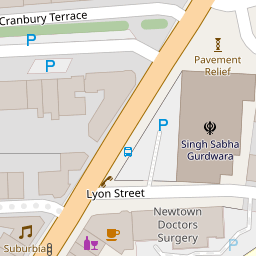 Cranbury Terrace
Pavement
Relief
P
P
P
Singh Sabha
Gurdwara
Lyon Street
Newtown
Doctors
Surgery
Suburbia